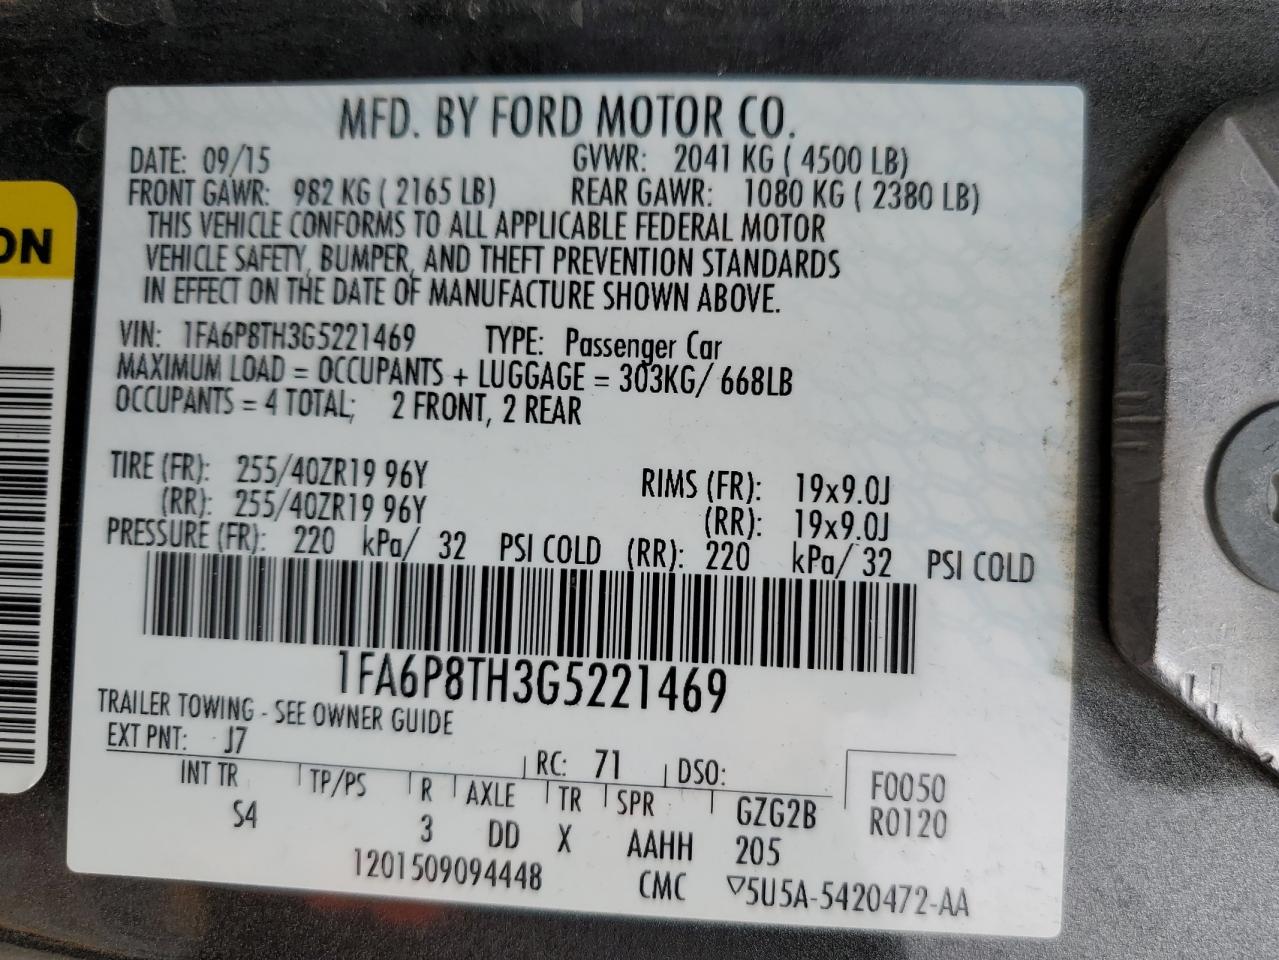 MFD. BY FORD MOTOR CO.
DATE: 09/15 GVWR: 2041 KG ( 4500 LB)
FRONT GAWR: 982 KG ( 2165 LB) REAR GAWR: 1080 KG ( 2380 LB)
THIS VEHICLE CONFORMS TO ALL APPLICABLE FEDERAL MOTOR
VEHICLE SAFETY, BUMPER, AND THEFT PREVENTION STANDARDS
IN EFFECT ON THE DATE OF MANUFACTURE SHOWN ABOVE.
VIN: 1FA6P8TH3G5221469 TYPE: Passenger Car
MAXIMUM LOAD = OCCUPANTS + LUGGAGE = 303KG/ 668LB
OCCUPANTS = 4 TOTAL; 2 FRONT, 2 REAR
TIRE (FR): 255/40ZR19 96Y RIMS (FR): 19x9.0J
(RR): 255/40ZR19 96Y (RR): 19x9.0J
PRESSURE (FR): 220 kPa/ 32 PSI COLD (RR): 220 kPa/ 32 PSI COLD
1FA6P8TH3G5221469
TRAILER TOWING - SEE OWNER GUIDE
EXT PNT: J7 RC: 71 DSO:
INT TR TP/PS R AXLE TR SPR GZG2B F0050
S4 3 DD X AAHH 205 R0120
1201509094448 CMC ▽5U5A-5420472-AA
ON